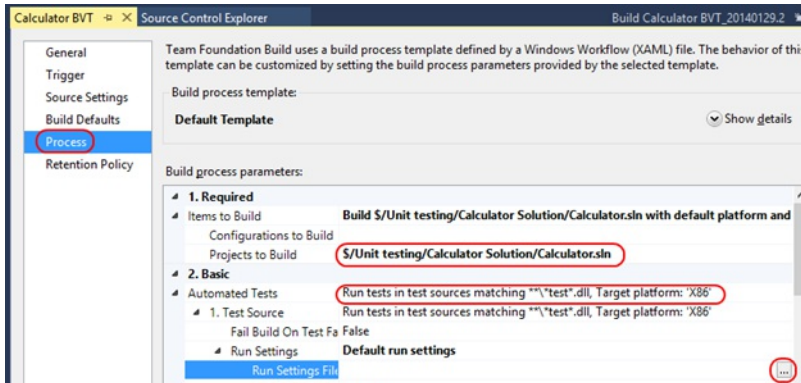 Calculator BVT
Source Control Explorer
Build Calculator BVT_20140129.2
General
Trigger
Source Settings
Build Defaults
Process
Retention Policy
Team Foundation Build uses a build process template defined by a Windows Workflow (XAML) file. The behavior of this
template can be customized by setting the build process parameters provided by the selected template.
Build process template:
Default Template
Show details
Build process parameters:
1. Required
Items to Build Build $/Unit testing/Calculator Solution/Calculator.sln with default platform and
Configurations to Build
Projects to Build $/Unit testing/Calculator Solution/Calculator.sln
2. Basic
Automated Tests Run tests in test sources matching **\*test*.dll, Target platform: 'X86'
1. Test Source Run tests in test sources matching **\*test*.dll, Target platform: 'X86'
Fail Build On Test Fa False
Run Settings Default run settings
Run Settings File
...